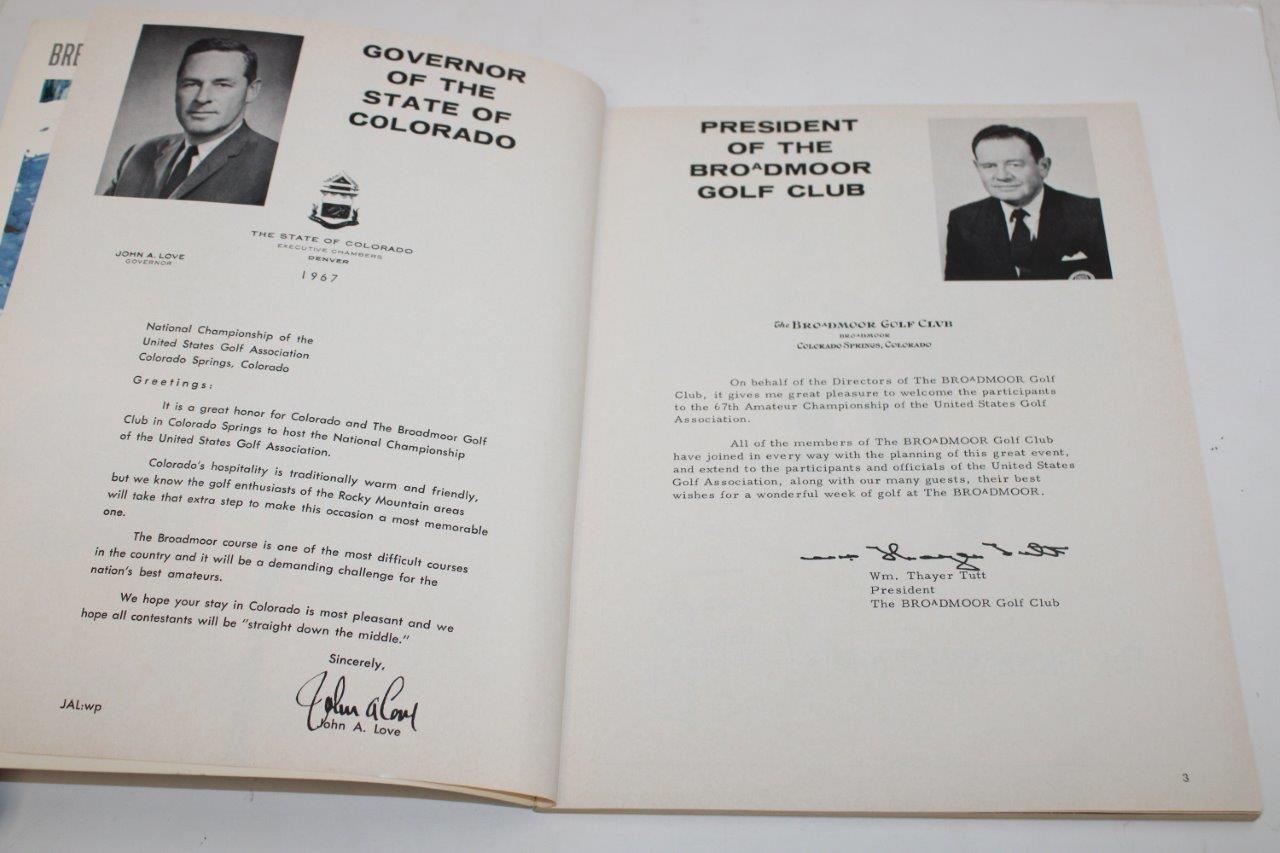 BRE
GOVERNOR
OF THE
STATE OF
COLORADO
THE STATE OF COLORADO
EXECUTIVE CHAMBERS
DENVER
JOHN A. LOVE
GOVERNOR
1967
National Championship of the
United States Golf Association
Colorado Springs, Colorado
Greetings:
It is a great honor for Colorado and The Broadmoor Golf
Club in Colorado Springs to host the National Championship
of the United States Golf Association.
Colorado's hospitality is traditionally warm and friendly,
but we know the golf enthusiasts of the Rocky Mountain areas
will take that extra step to make this occasion a most memorable
one.
The Broadmoor course is one of the most difficult courses
in the country and it will be a demanding challenge for the
nation's best amateurs.
We hope your stay in Colorado is most pleasant and we
hope all contestants will be "straight down the middle."
Sincerely,
John A Love
John A. Love
JAL:wp
PRESIDENT
OF THE
BROADMOOR
GOLF CLUB
The BROADMOOR GOLF CLUB
BROADMOOR
COLORADO SPRINGS, COLORADO
On behalf of the Directors of The BROADMOOR Golf
Club, it gives me great pleasure to welcome the participants
to the 67th Amateur Championship of the United States Golf
Association.
All of the members of The BROADMOOR Golf Club
have joined in every way with the planning of this great event,
and extend to the participants and officials of the United States
Golf Association, along with our many guests, their best
wishes for a wonderful week of golf at The BROADMOOR.
Wm. Thayer Tutt
Wm. Thayer Tutt
President
The BROADMOOR Golf Club
3